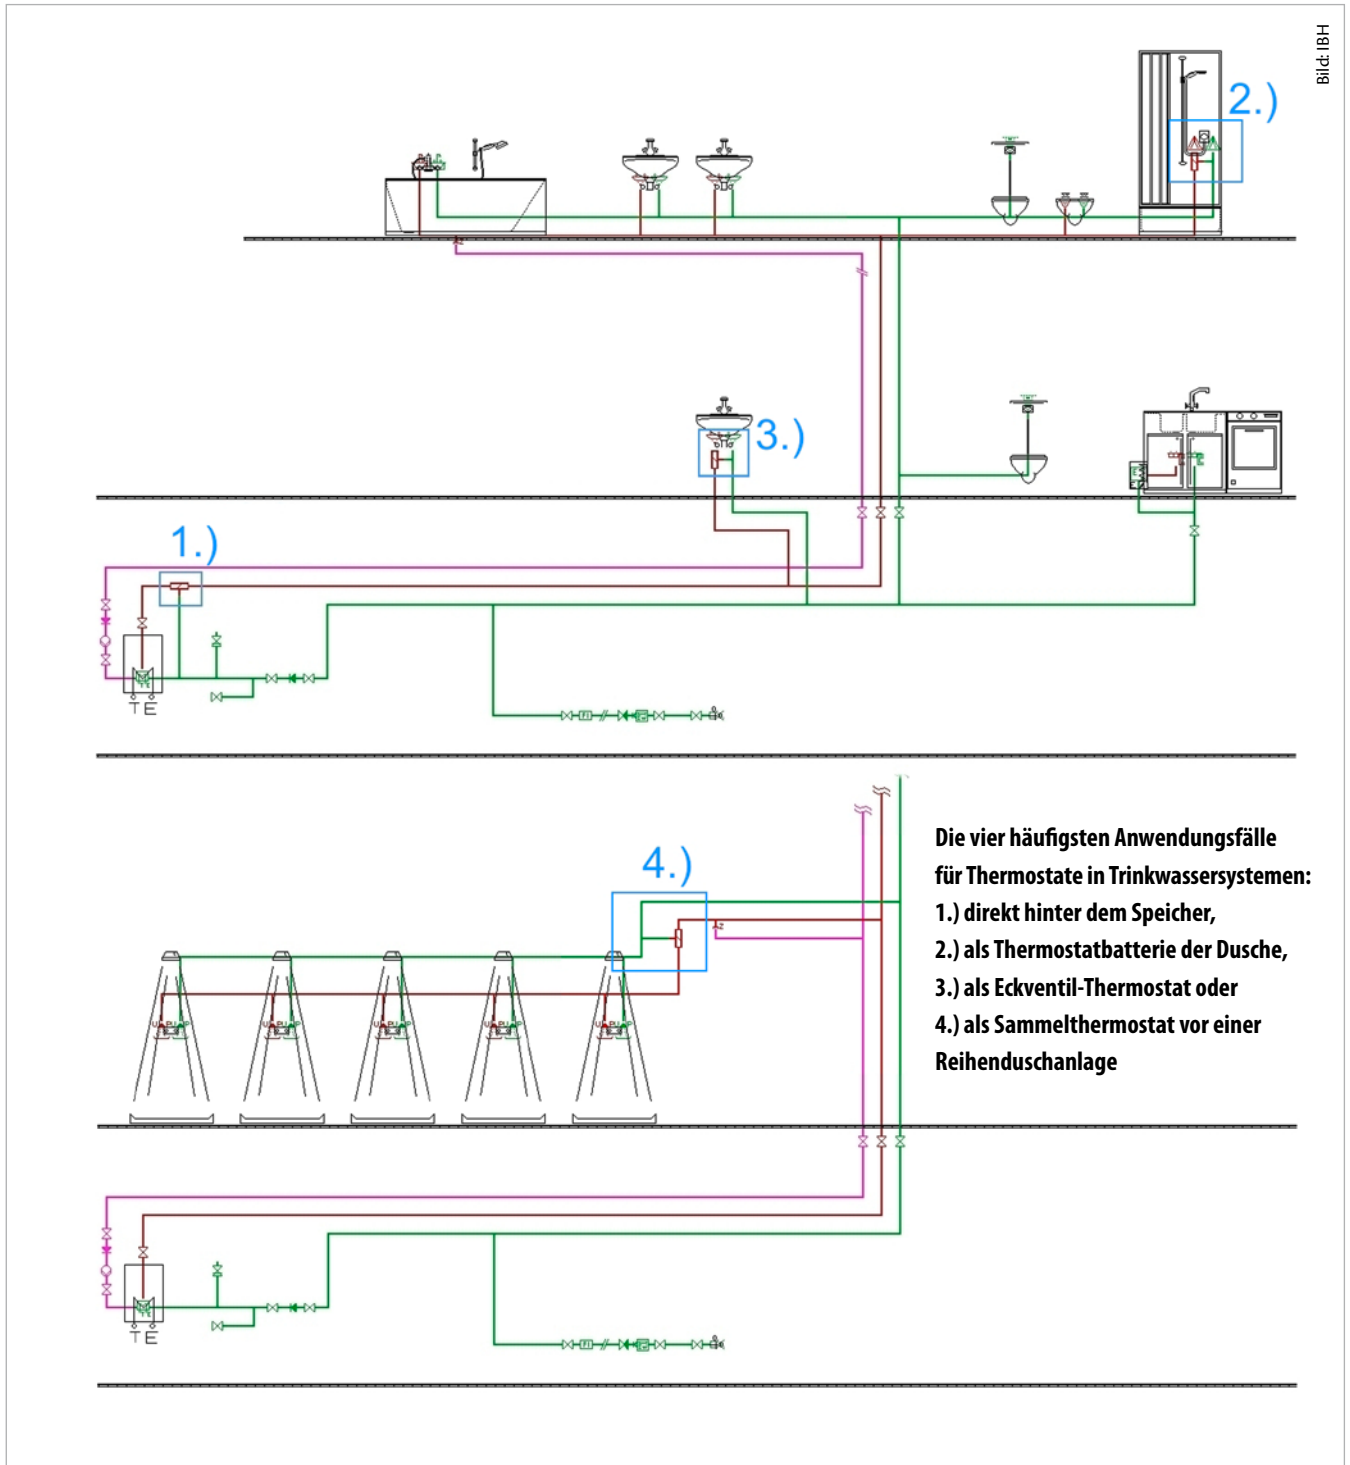 Bild: IBH
2.)
3.)
1.)
TE
4.)
Die vier häufigsten Anwendungsfälle
für Thermostate in Trinkwassersystemen:
1.) direkt hinter dem Speicher,
2.) als Thermostatbatterie der Dusche,
3.) als Eckventil-Thermostat oder
4.) als Sammelthermostat vor einer
Reihenduschanlage
TE